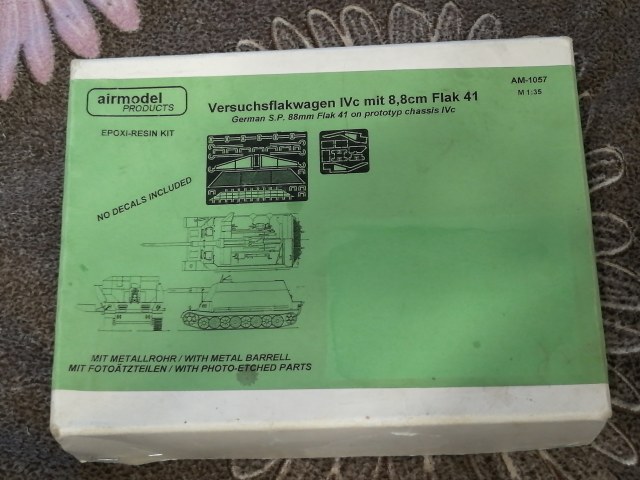 airmodel
PRODUCTS
EPOXI-RESIN KIT
Versuchsflakwagen IVc mit 8,8cm Flak 41
German S.P. 88mm Flak 41 on prototyp chassis IVc
AM-1057
M 1:35
NO DECALS INCLUDED
MIT METALLROHR / WITH METAL BARRELL
MIT FOTOÄTZTEILEN / WITH PHOTO-ETCHED PARTS